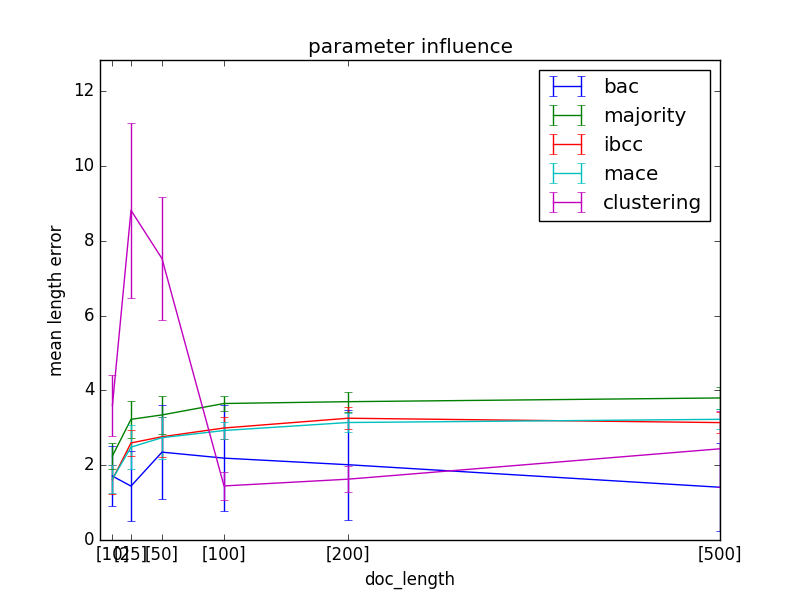 parameter influence
bac
majority
ibcc
mace
clustering
12
10
8
6
4
2
0
mean length error
[10] [25] [50] [100] [200] [500]
doc_length